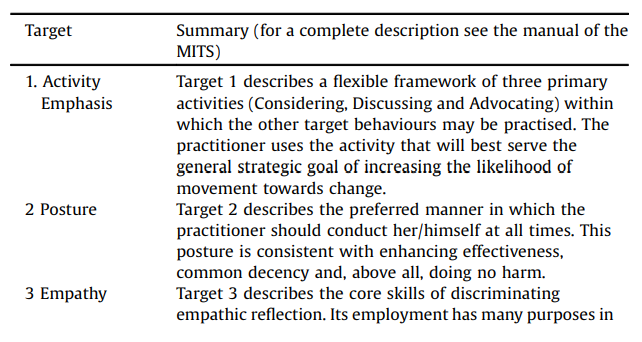 Target Summary (for a complete description see the manual of the
MITS)
1. Activity Target 1 describes a flexible framework of three primary
Emphasis activities (Considering, Discussing and Advocating) within
which the other target behaviours may be practised. The
practitioner uses the activity that will best serve the
general strategic goal of increasing the likelihood of
movement towards change.
2 Posture Target 2 describes the preferred manner in which the
practitioner should conduct her/himself at all times. This
posture is consistent with enhancing effectiveness,
common decency and, above all, doing no harm.
3 Empathy Target 3 describes the core skills of discriminating
empathic reflection. Its employment has many purposes in